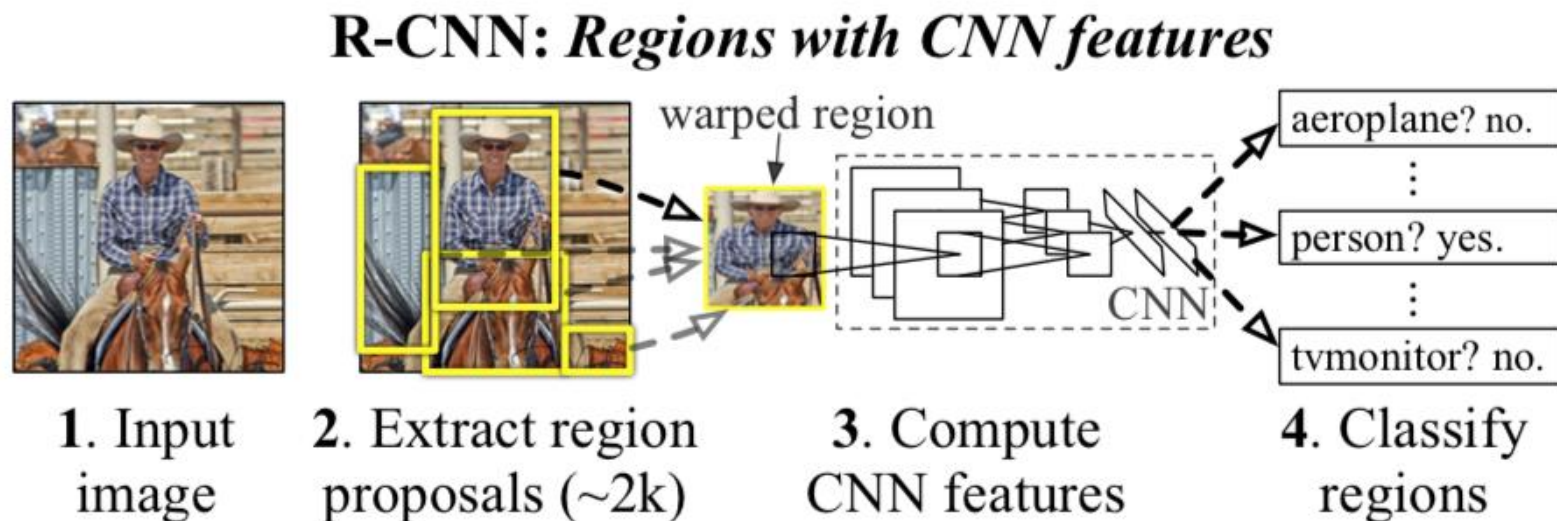 R-CNN: Regions with CNN features
warped region
aeroplane? no.
⋮
person? yes.
⋮
tvmonitor? no.
CNN
1. Input
image
2. Extract region
proposals (~2k)
3. Compute
CNN features
4. Classify
regions